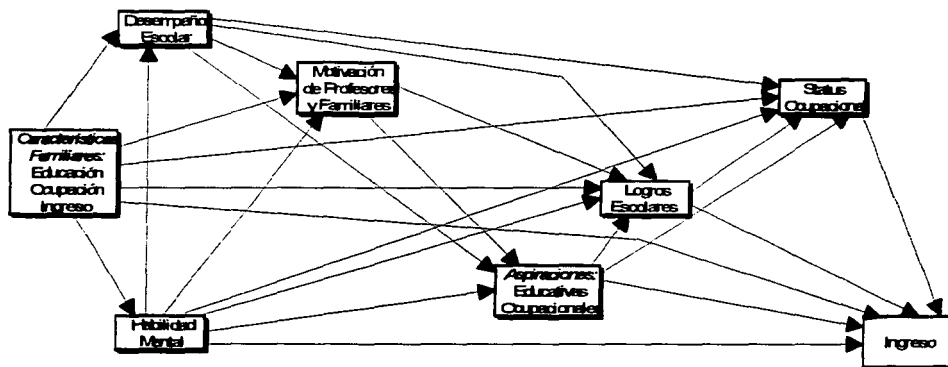 Desempaño
Escolar
Motivación
de Profesores
y Familiares
Status
Ocupacional
Características
Familiares:
Educación
Ocupación
Ingreso
Logros
Escolares
Aspiraciones:
Educativas
Ocupacionales
Habilidad
Mental
Ingreso